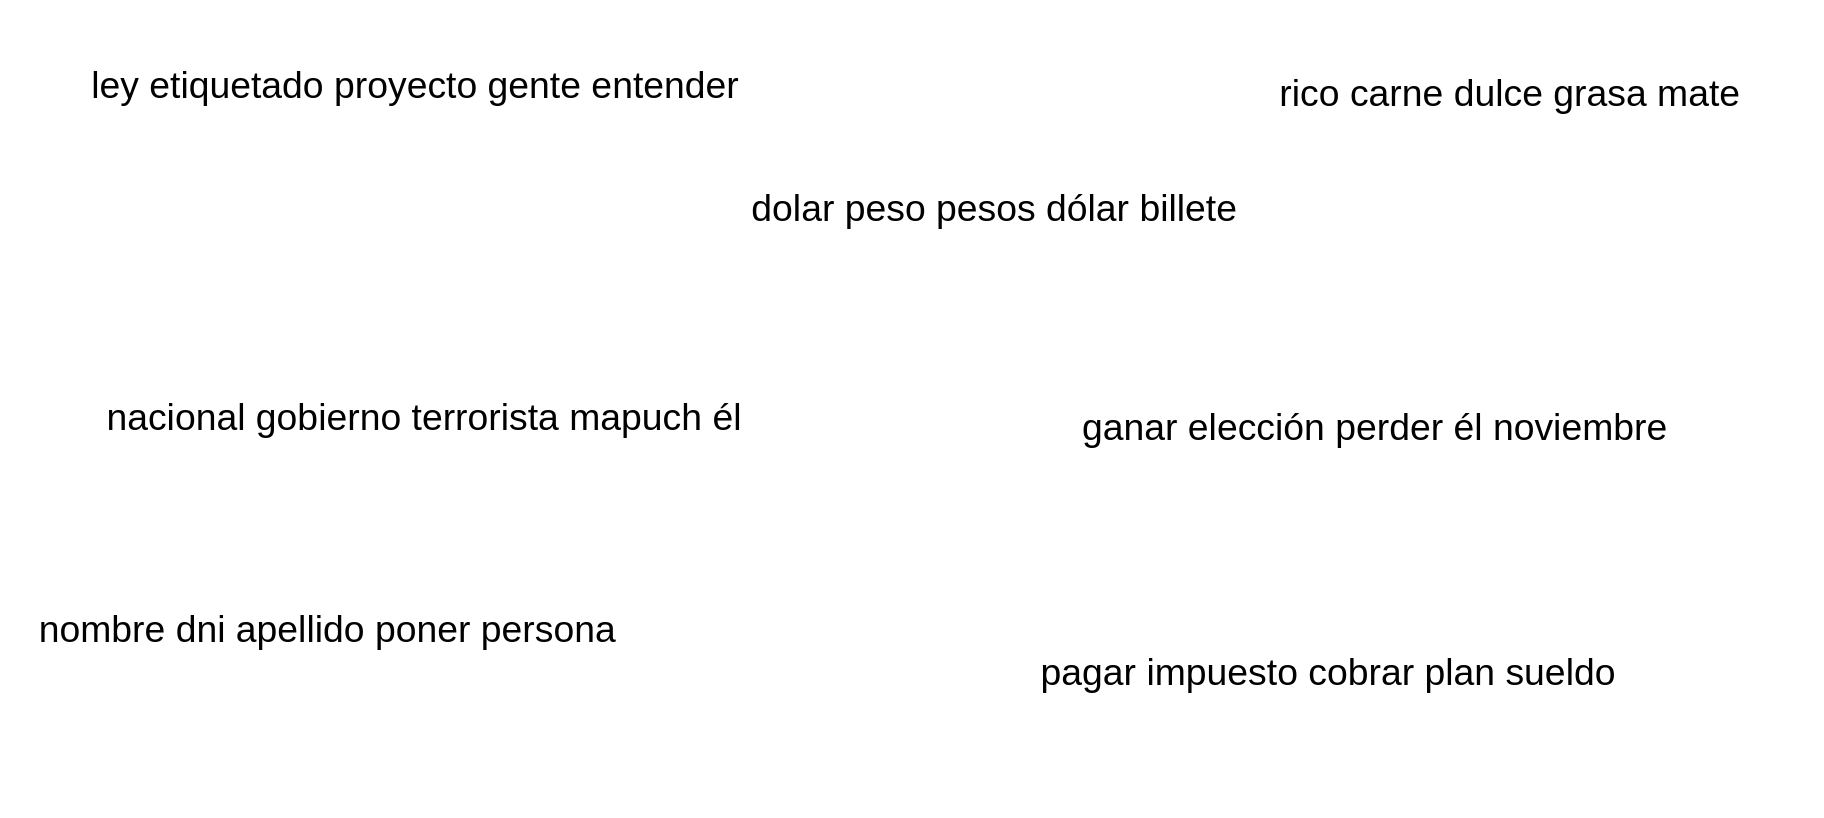 ley etiquetado proyecto gente entender
rico carne dulce grasa mate
dolar peso pesos dólar billete
nacional gobierno terrorista mapuch él
ganar elección perder él noviembre
nombre dni apellido poner persona
pagar impuesto cobrar plan sueldo